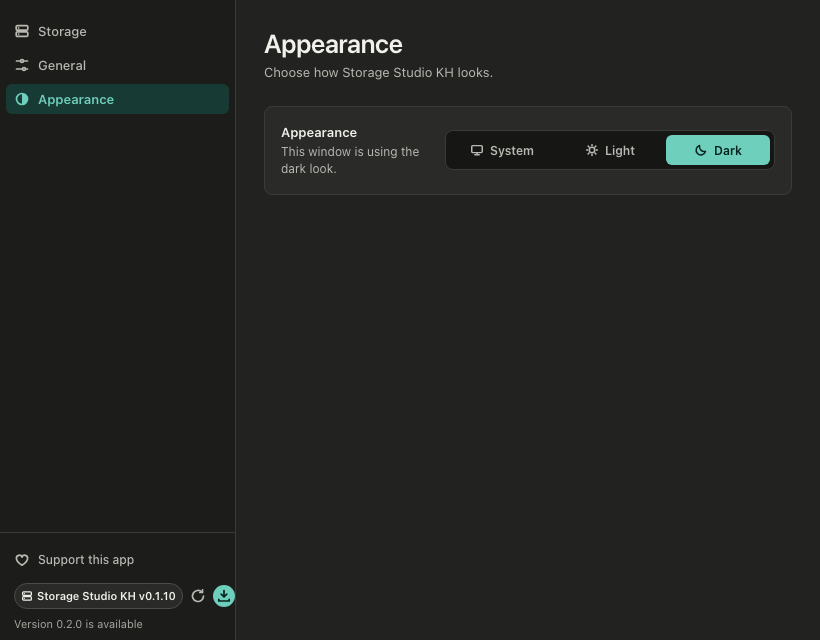 Storage
General
Appearance
Support this app
Storage Studio KH v0.1.10
Version 0.2.0 is available
Appearance
Choose how Storage Studio KH looks.
Appearance
This window is using the
dark look.
System
Light
Dark